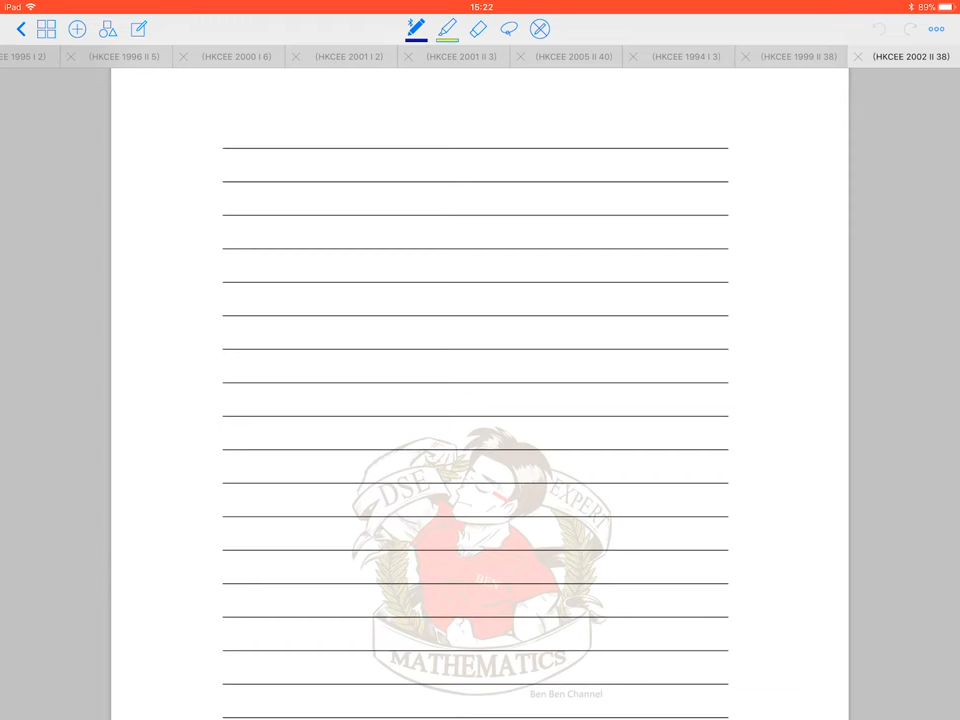 iPad 15:22 89%
EE 1995 I 2) (HKCEE 1996 II 5) (HKCEE 2000 I 6) (HKCEE 2001 I 2) (HKCEE 2001 II 3) (HKCEE 2005 II 40) (HKCEE 1994 I 3) (HKCEE 1999 II 38) (HKCEE 2002 II 38)
DSE EXPERT
BEN
MATHEMATICS
Ben Ben Channel